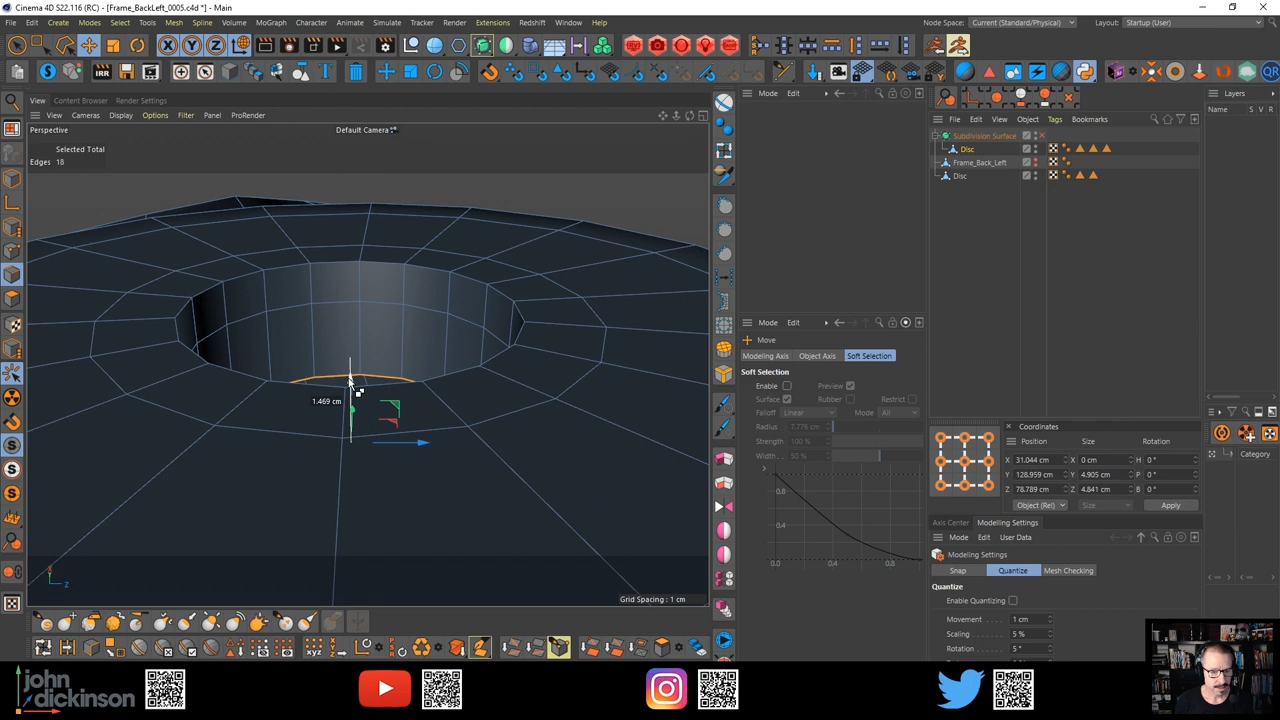 Cinema 4D S22.116 (RC) - [Frame_BackLeft_0005.c4d *] - Main
File Edit Create Modes Select Tools Mesh Spline Volume MoGraph Character Animate Simulate Tracker Render Extensions Redshift Window Help
Node Space: Current (Standard/Physical) Layout: Startup (User)
View Content Browser Render Settings
View Cameras Display Options Filter Panel ProRender
Perspective
Default Camera
Selected Total
Edges 18
1.469 cm
Grid Spacing : 1 cm
Mode Edit
Mode Edit
Move
Modeling Axis Object Axis Soft Selection
Soft Selection
Enable Preview
Surface Rubber Restrict
Falloff Linear Mode All
Radius 7.776 cm
Strength 100 %
Width . . 50 %
0.8
0.4
0.0 0.4 0.8
File Edit View Object Tags Bookmarks
Subdivision Surface
Disc
Frame_Back_Left
Disc
Layers
Name S V R
Coordinates
Position Size Rotation
X 31.044 cm X 0 cm H 0 °
Y 128.959 cm Y 4.905 cm P 0 °
Z 78.789 cm Z 4.841 cm B 0 °
Object (Rel) Size Apply
Category
Axis Center Modeling Settings
Mode Edit User Data
Modeling Settings
Snap Quantize Mesh Checking
Quantize
Enable Quantizing
Movement 1 cm
Scaling 5 %
Rotation 5 °
john
dickinson